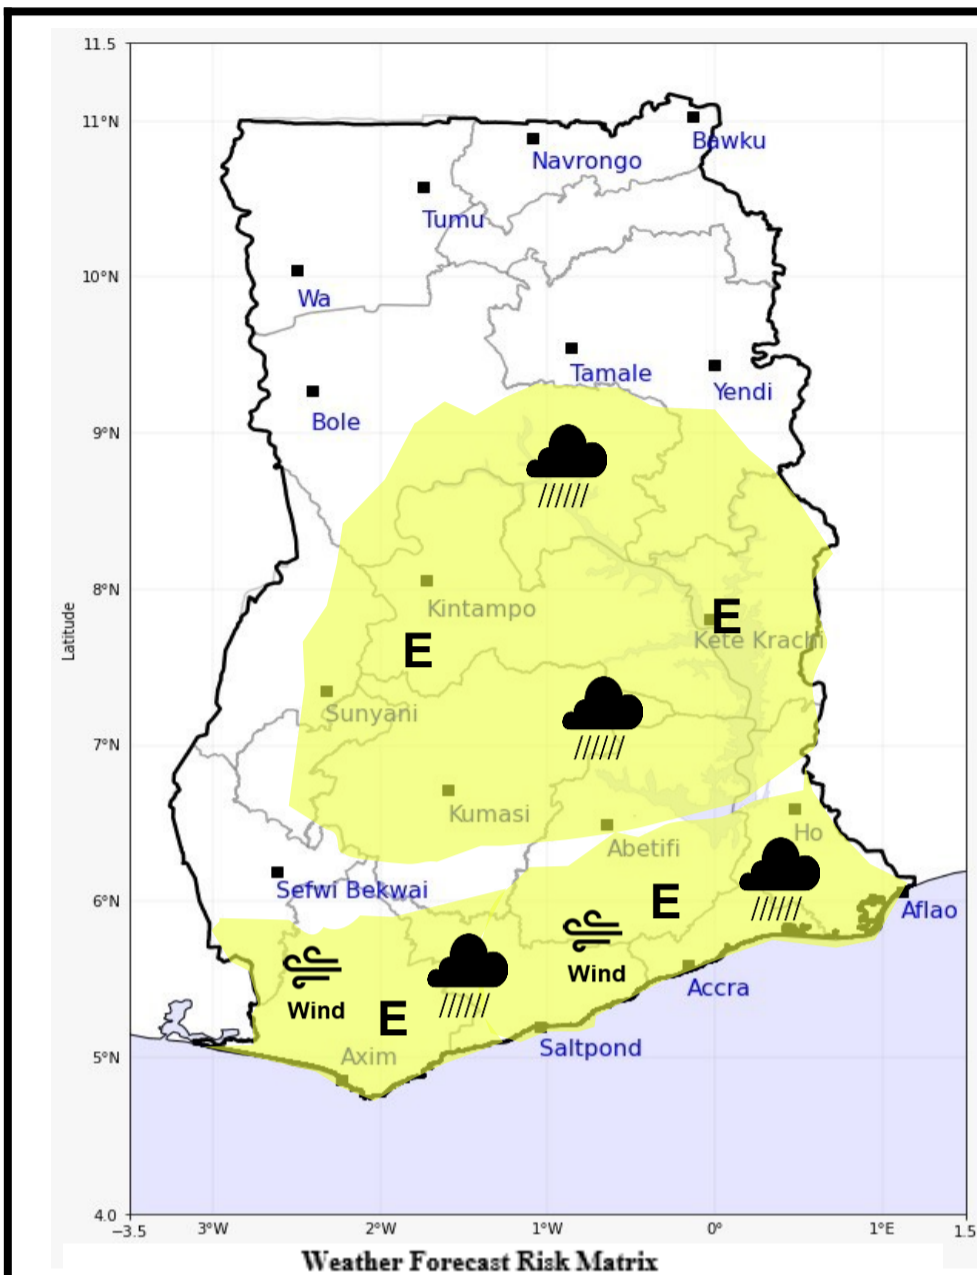 11.5
11°N
Bawku
Navrongo
Tumu
10°N
Wa
Tamale
Yendi
Bole
9°N
8°N
Kintampo
E
Kete Krachi
E
Latitude
Sunyani
7°N
Kumasi
Ho
Abetifi
Sefwi Bekwai
6°N
E
Aflao
Wind
Accra
Wind
E
Saltpond
Axim
5°N
4.0
−3.5
3°W
2°W
1°W
0°
1°E
1.5
Weather Forecast Risk Matrix